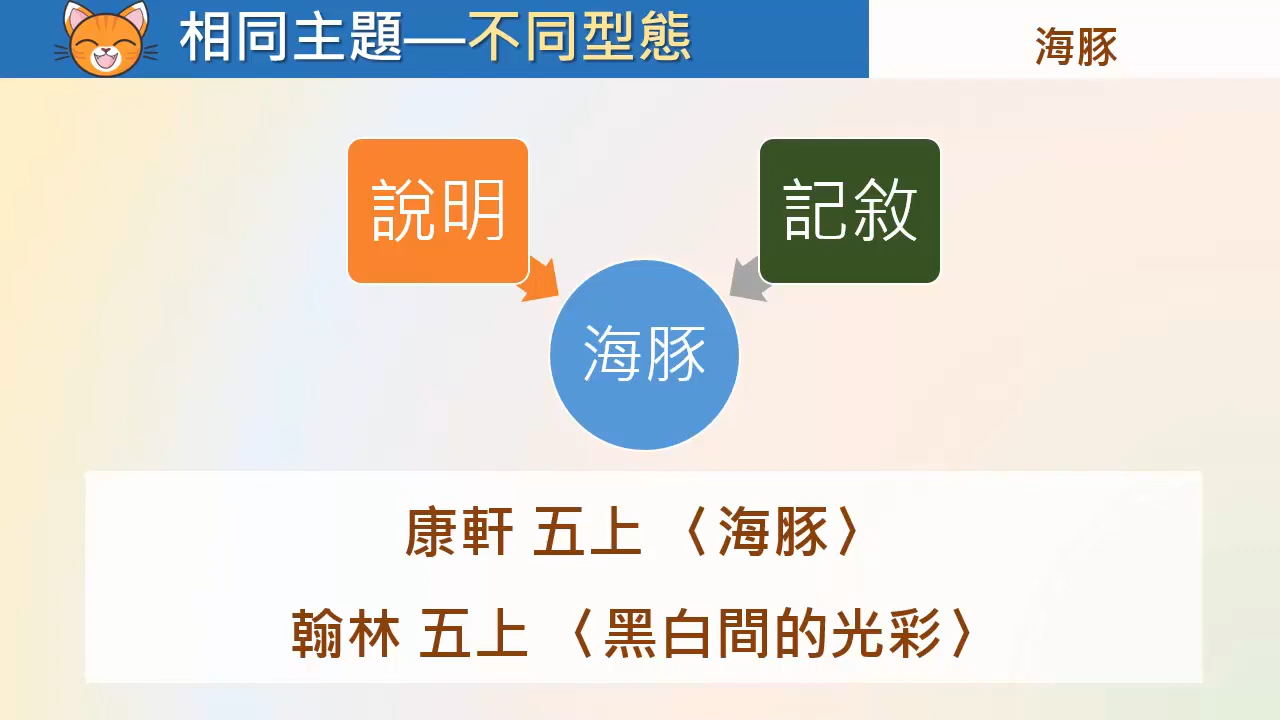 相同主題—不同型態
海豚
說明
記敘
海豚
康軒 五上 〈海豚〉
翰林 五上 〈黑白間的光彩〉